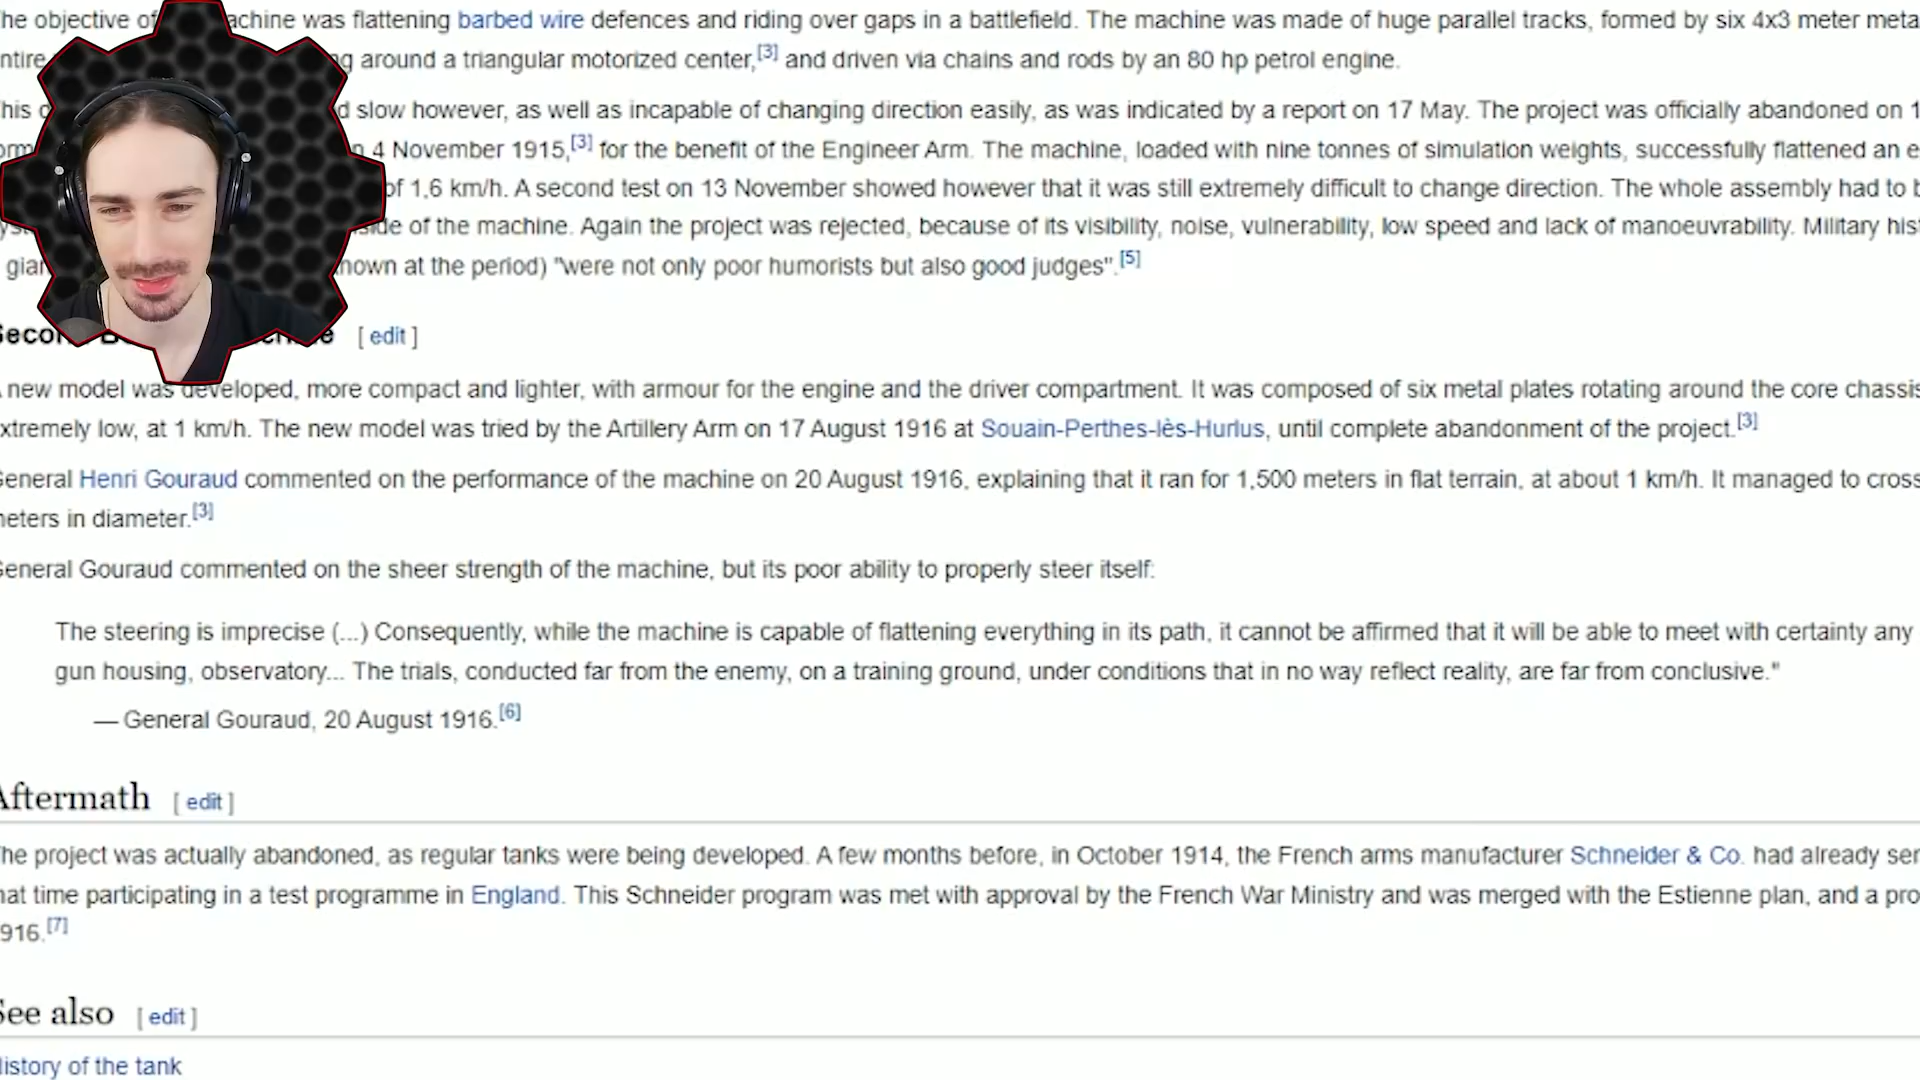 he objective of achine was flattening barbed wire defences and riding over gaps in a battlefield. The machine was made of huge parallel tracks, formed by six 4x3 meter meta
ntire g around a triangular motorized center,[3] and driven via chains and rods by an 80 hp petrol engine.
his d slow however, as well as incapable of changing direction easily, as was indicated by a report on 17 May. The project was officially abandoned on 1
4 November 1915,[3] for the benefit of the Engineer Arm. The machine, loaded with nine tonnes of simulation weights, successfully flattened an e
of 1.6 km/h. A second test on 13 November showed however that it was still extremely difficult to change direction. The whole assembly had to b
side of the machine. Again the project was rejected, because of its visibility, noise, vulnerability, low speed and lack of manoeuvrability. Military his
gian nown at the period) "were not only poor humorists but also good judges".[5]
[ edit ]
new model was developed, more compact and lighter, with armour for the engine and the driver compartment. It was composed of six metal plates rotating around the core chassis
xtremely low, at 1 km/h. The new model was tried by the Artillery Arm on 17 August 1916 at Souain-Perthes-lès-Hurlus, until complete abandonment of the project.[3]
General Henri Gouraud commented on the performance of the machine on 20 August 1916, explaining that it ran for 1,500 meters in flat terrain, at about 1 km/h. It managed to cross
meters in diameter.[3]
General Gouraud commented on the sheer strength of the machine, but its poor ability to properly steer itself:
The steering is imprecise (...) Consequently, while the machine is capable of flattening everything in its path, it cannot be affirmed that it will be able to meet with certainty any
gun housing, observatory... The trials, conducted far from the enemy, on a training ground, under conditions that in no way reflect reality, are far from conclusive."
— General Gouraud, 20 August 1916.[6]
Aftermath [ edit ]
he project was actually abandoned, as regular tanks were being developed. A few months before, in October 1914, the French arms manufacturer Schneider & Co. had already ser
hat time participating in a test programme in England. This Schneider program was met with approval by the French War Ministry and was merged with the Estienne plan, and a pro
916.[7]
See also [ edit ]
istory of the tank